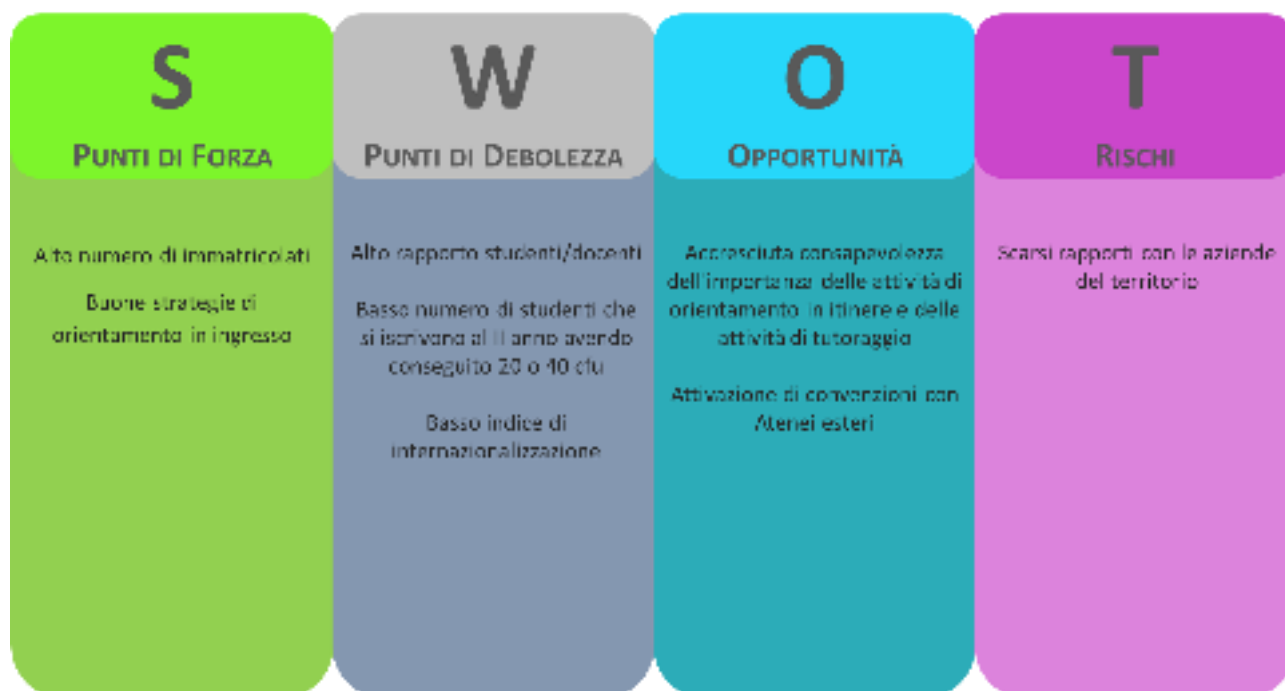 S
PUNTI DI FORZA
Alto numero di immatricolati
Buone strategie di
orientamento in ingresso
W
PUNTI DI DEBOLEZZA
Alto rapporto studenti/docenti
Basso numero di studenti che
si iscrivono al II anno avendo
conseguito 20 o 40 cfu
Basso indice di
internazionalizzazione
O
OPPORTUNITÀ
Accresciuta consapevolezza
dell'importanza delle attività di
orientamento in itinere e delle
attività di tutoraggio
Attivazione di convenzioni con
Atenei esteri
T
RISCHI
Scarsi rapporti con le aziende
del territorio